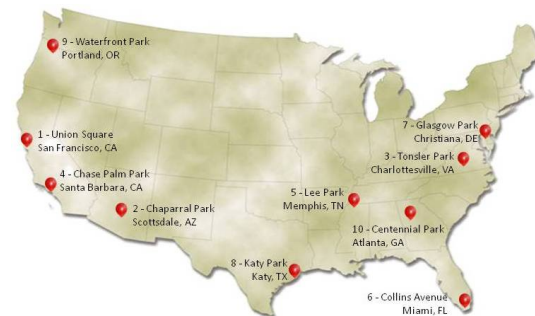 9 - Waterfront Park
Portland, OR
1 - Union Square
San Francisco, CA
4 - Chase Palm Park
Santa Barbara, CA
2 - Chaparral Park
Scottsdale, AZ
7 - Glasgow Park
Christiana, DE
3 - Tonsler Park
Charlottesville, VA
5 - Lee Park
Memphis, TN
10 - Centennial Park
Atlanta, GA
8 - Katy Park
Katy, TX
6 - Collins Avenue
Miami, FL